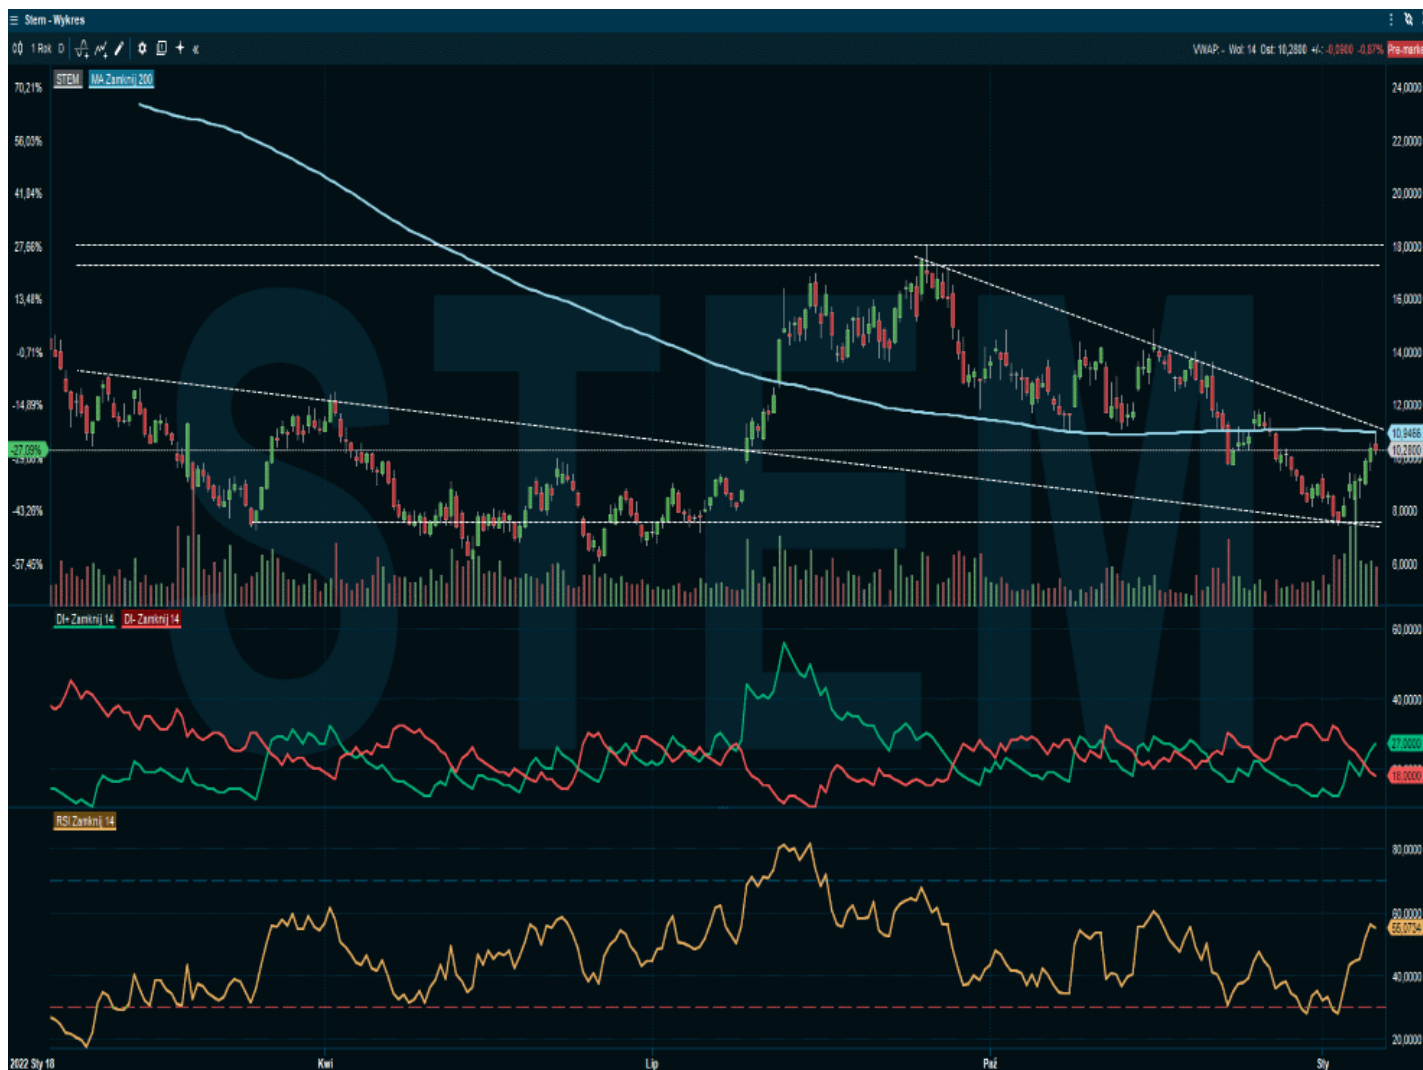 Stem - Wykres
1 Rok D
VWAP: - Wol: 14 Ost: 10,2800 +/-: -0,0900 -0,87% Pre-marke
STEM MA Zamknij 200
70,21% 24,0000
56,03% 22,0000
41,84% 20,0000
27,66% 18,0000
13,48% 16,0000
-0,71% 14,0000
-14,89% 12,0000
10,9466
-27,09% 10,2800
-29,08% 10,0000
-43,26% 8,0000
-57,45% 6,0000
DI+ Zamknij 14 DI- Zamknij 14
60,0000
40,0000
27,0000
18,0000
RSI Zamknij 14
80,0000
60,0000
55,0734
40,0000
20,0000
2022 Sty 18 Kwi Lip Paź Sty
STEM